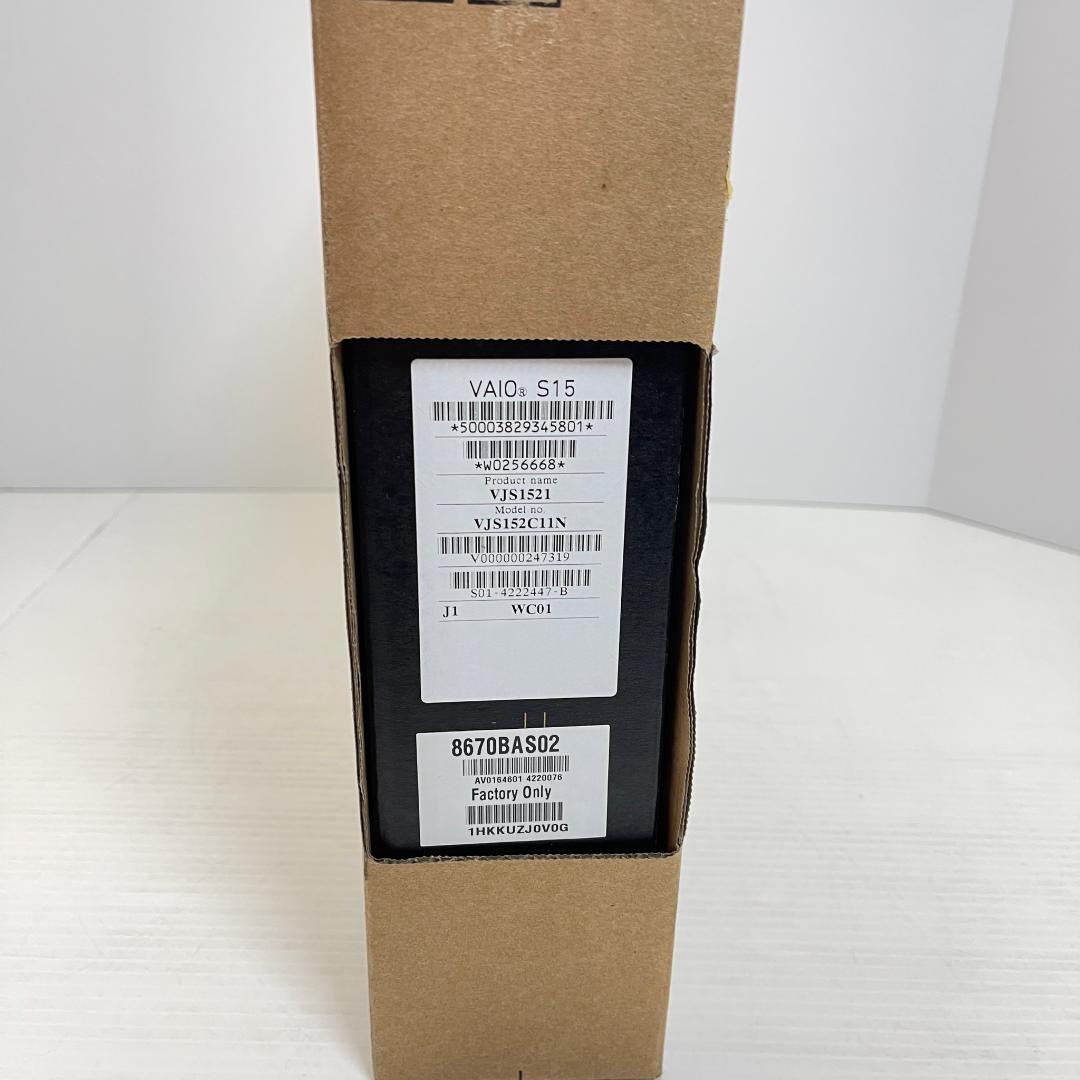 VAIO® S15
*50003829345801*
*W0256668*
Product name
VJS1521
Model no.
VJS152C11N
V000000247319
S01-4222447-B
J1 WC01
8670BAS02
AV0164601 4220076
Factory Only
1HKKUZJ0V0G